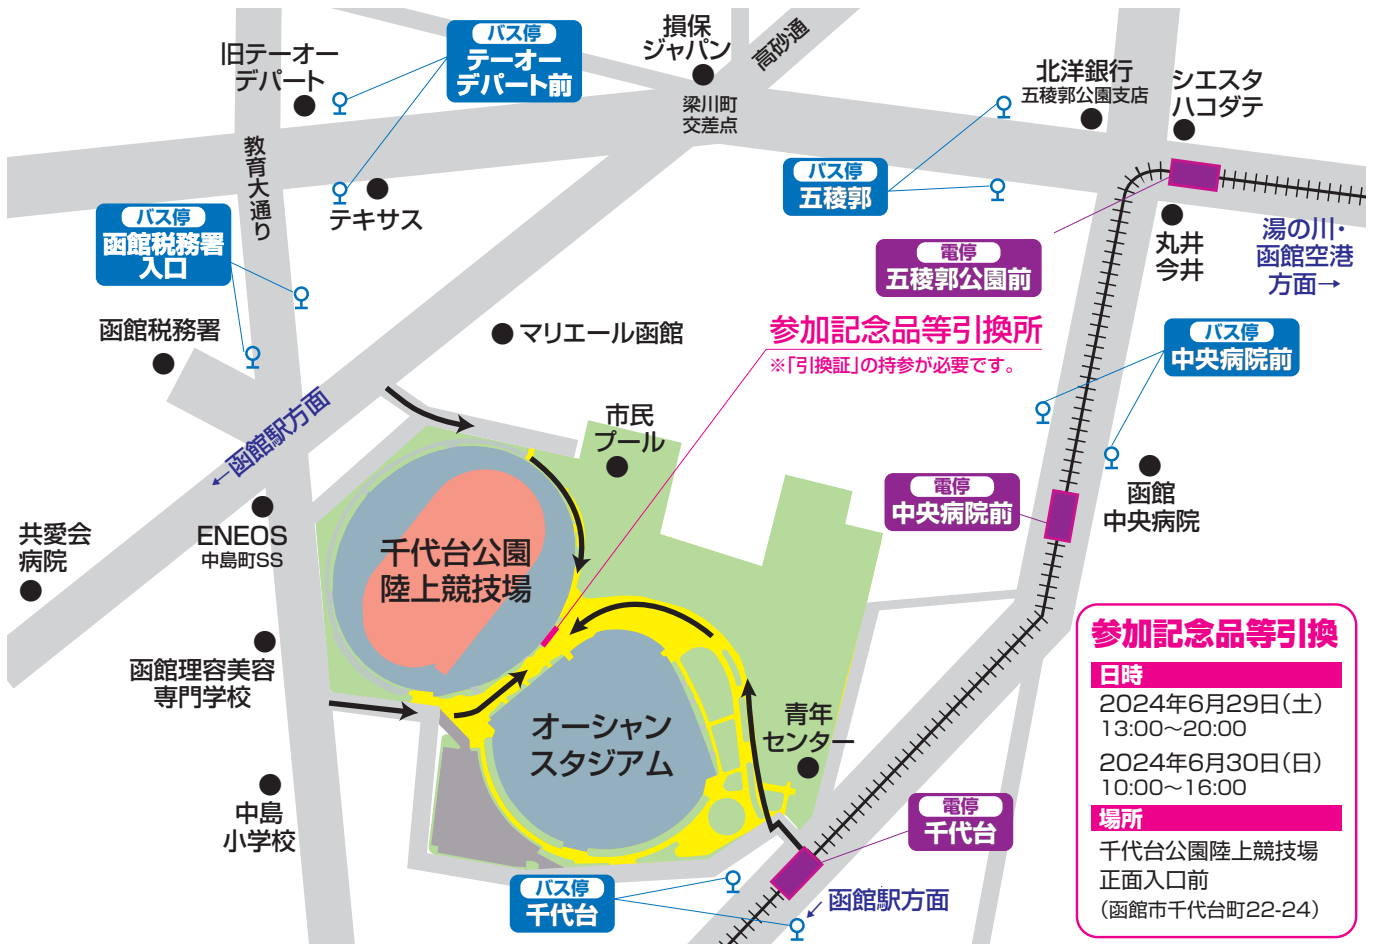 旧テーオー
デパート
バス停
テーオー
デパート前
損保
ジャパン
高砂通
梁川町
交差点
北洋銀行
五稜郭公園支店
シエスタ
ハコダテ
教育大通り
テキサス
バス停
五稜郭
バス停
函館税務署
入口
電停
五稜郭公園前
丸井
今井
湯の川・
函館空港
方面→
函館税務署
マリエール函館
参加記念品等引換所
※「引換証」の持参が必要です。
バス停
中央病院前
←函館駅方面
市民
プール
電停
中央病院前
函館
中央病院
共愛会
病院
ENEOS
中島町SS
千代台公園
陸上競技場
函館理容美容
専門学校
オーシャン
スタジアム
青年
センター
中島
小学校
電停
千代台
バス停
千代台
↙函館駅方面
参加記念品等引換
日時
2024年6月29日(土)
13:00〜20:00
2024年6月30日(日)
10:00〜16:00
場所
千代台公園陸上競技場
正面入口前
(函館市千代台町22-24)